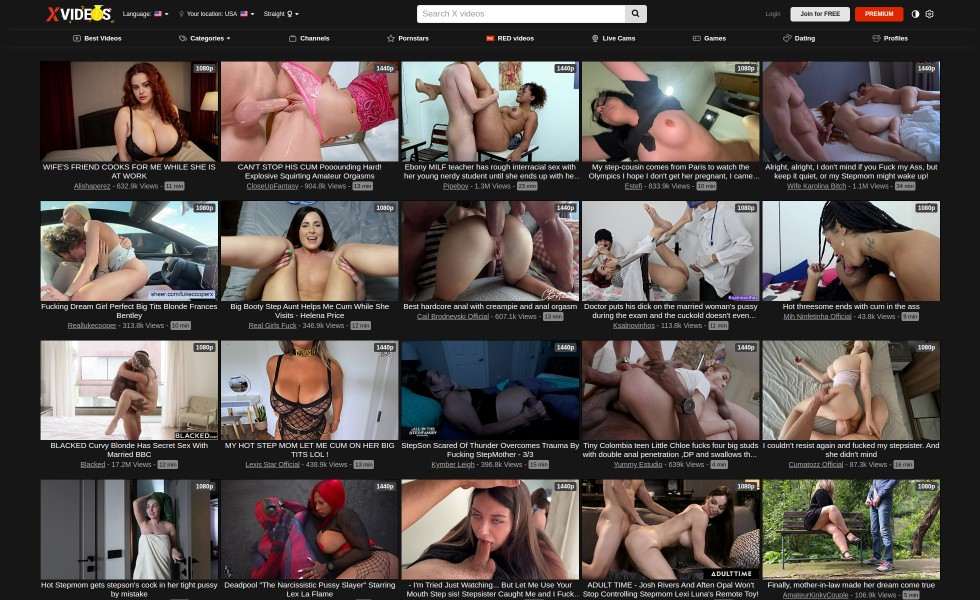 XVIDEOS
Language:
Your location: USA
Straight
Search X videos
Login
Join for FREE
PREMIUM
Best Videos
Categories
Channels
Pornstars
RED videos
Live Cams
Games
Dating
Profiles
1080p
1440p
1440p
1080p
1440p
WIFE'S FRIEND COOKS FOR ME WHILE SHE IS
AT WORK
Alishaperez - 632.9k Views - 11 min
CAN'T STOP HIS CUM Poounding Hard!
Explosive Squirting Amateur Orgasms
CloseUpFantasy - 904.8k Views - 13 min
Ebony MILF teacher has rough interracial sex with
her young nerdy student until she ends up with he...
Pipeboy - 1.3M Views - 23 min
My step-cousin comes from Paris to watch the
Olympics I hope I don't get her pregnant, I came...
Estefi - 833.9k Views - 10 min
Alright, alright, I don't mind if you Fuck my Ass, but
keep it quiet, or my Stepmom might wake up!
Wife Karolina Bitch - 1.1M Views - 34 min
1080p
sheer.com/lukecooperx
1080p
1440p
1080p
Ksalnovinhos
1080p
Fucking Dream Girl Perfect Big Tits Blonde Frances
Bentley
Reallukecooper - 313.8k Views - 10 min
Big Booty Step Aunt Helps Me Cum While She
Visits - Helena Price
Real Girls Fuck - 346.9k Views - 12 min
Best hardcore anal with creampie and anal orgasm
Cail Brodnevski Official - 607.1k Views - 13 min
Doctor puts his dick on the married woman's pussy
during the exam and the cuckold doesn't even...
Ksalnovinhos - 113.8k Views - 11 min
Hot threesome ends with cum in the ass
Mih Ninfetinha Official - 43.8k Views - 9 min
1080p
BLACKED
1440p
1440p
ALL IN THE
STEPFAMILY
1440p
1080p
BLACKED Curvy Blonde Has Secret Sex With
Married BBC
Blacked - 17.2M Views - 12 min
MY HOT STEP MOM LET ME CUM ON HER BIG
TITS LOL !
Lexis Star Official - 438.9k Views - 13 min
StepSon Scared Of Thunder Overcomes Trauma By
Fucking StepMother - 3/3
Kymber Leigh - 396.8k Views - 15 min
Tiny Colombia teen Little Chloe fucks four big studs
with double anal penetration ,DP and swallows th...
Yummy Estudio - 639k Views - 8 min
I couldn't resist again and fucked my stepsister. And
she didn't mind
Cumatozz Official - 87.3k Views - 16 min
1080p
1080p
1440p
1080p
ADULT TIME
1080p
Hot Stepmom gets stepson's cock in her tight pussy
by mistake
Deadpool "The Narcissistic Pussy Slayer" Starring
Lex La Flame
- I'm Tried Just Watching... But Let Me Use Your
Mouth Step sis! Stepsister Caught Me and I Fuck...
ADULT TIME - Josh Rivers And Aften Opal Won't
Stop Controlling Stepmom Lexi Luna's Remote Toy!
Finally, mother-in-law made her dream come true
AmateurKinkyCouple - 106.9k Views - 5 min